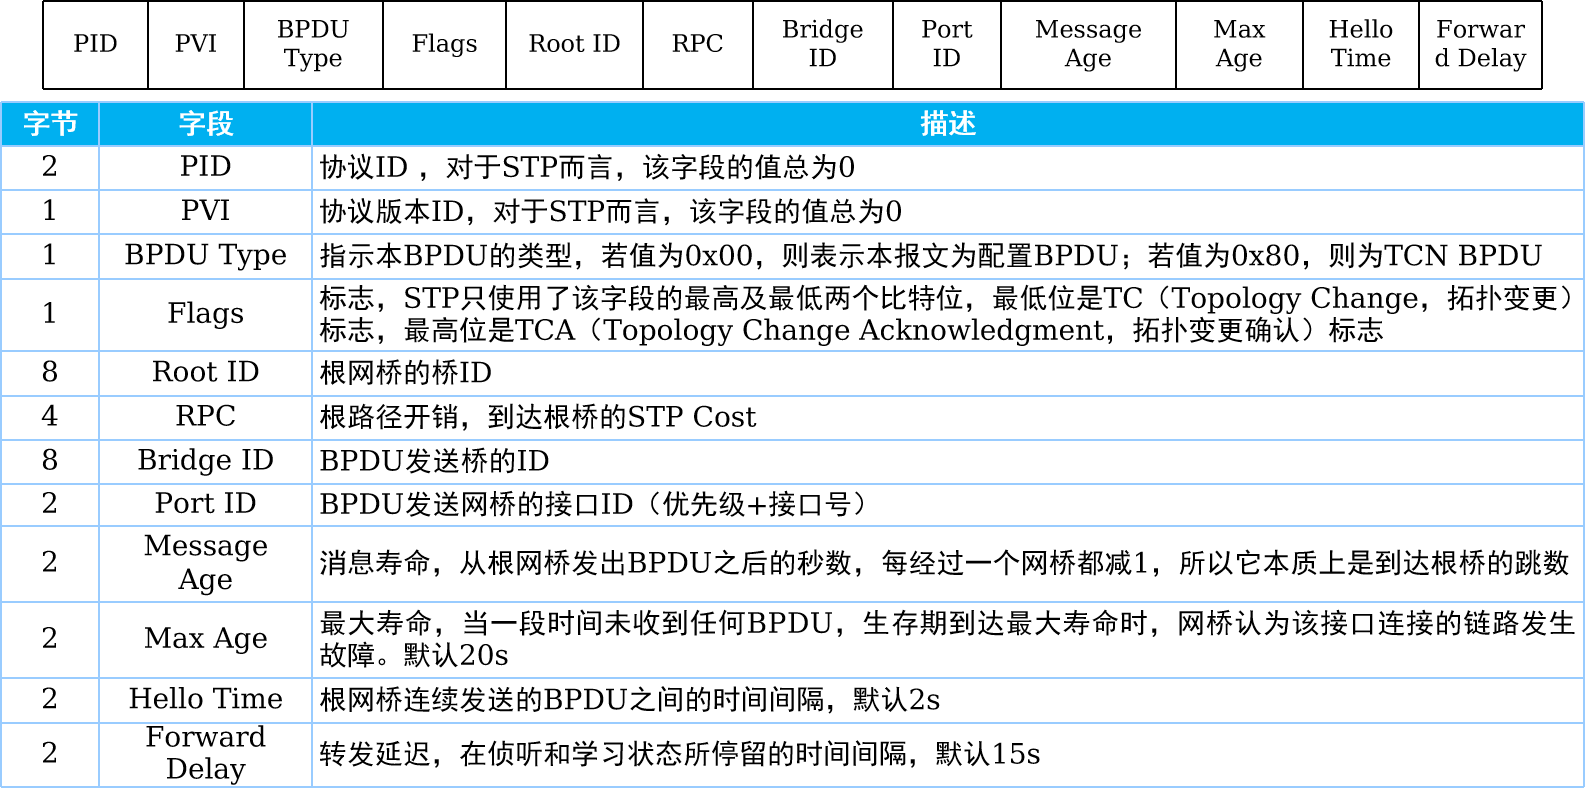 PID PVI BPDU Type Flags Root ID RPC Bridge ID Port ID Message Age Max Age Hello Time Forwar d Delay
字节 字段 描述
2 PID 协议ID ，对于STP而言，该字段的值总为0
1 PVI 协议版本ID，对于STP而言，该字段的值总为0
1 BPDU Type 指示本BPDU的类型，若值为0x00，则表示本报文为配置BPDU；若值为0x80，则为TCN BPDU
1 Flags 标志，STP只使用了该字段的最高及最低两个比特位，最低位是TC（Topology Change，拓扑变更）
标志，最高位是TCA（Topology Change Acknowledgment，拓扑变更确认）标志
8 Root ID 根网桥的桥ID
4 RPC 根路径开销，到达根桥的STP Cost
8 Bridge ID BPDU发送桥的ID
2 Port ID BPDU发送网桥的接口ID（优先级+接口号）
2 Message Age 消息寿命，从根网桥发出BPDU之后的秒数，每经过一个网桥都减1，所以它本质上是到达根桥的跳数
2 Max Age 最大寿命，当一段时间未收到任何BPDU，生存期到达最大寿命时，网桥认为该接口连接的链路发生
故障。默认20s
2 Hello Time 根网桥连续发送的BPDU之间的时间间隔，默认2s
2 Forward Delay 转发延迟，在侦听和学习状态所停留的时间间隔，默认15s